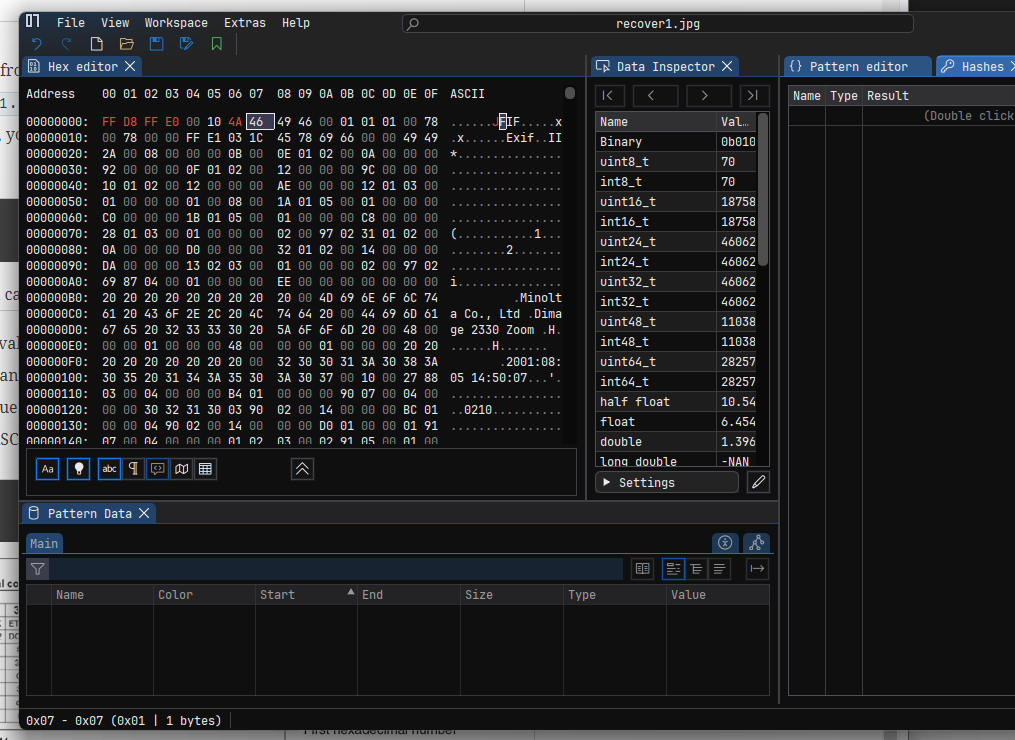 File View Workspace Extras Help
recover1.jpg
Hex editor
Data Inspector
Pattern editor
Hashes
Address 00 01 02 03 04 05 06 07 08 09 0A 0B 0C 0D 0E 0F ASCII
00000000: FF D8 FF E0 00 10 4A 46 49 46 00 01 01 01 00 78 ......JFIF.....x
00000010: 00 78 00 00 FF E1 03 1C 45 78 69 66 00 00 49 49 .x......Exif..II
00000020: 2A 00 08 00 00 00 0B 00 0E 01 02 00 0A 00 00 00 *...............
00000030: 92 00 00 00 0F 01 02 00 12 00 00 00 9C 00 00 00 ................
00000040: 10 01 02 00 12 00 00 00 AE 00 00 00 12 01 03 00 ................
00000050: 01 00 00 00 01 00 08 00 1A 01 05 00 01 00 00 00 ................
00000060: C0 00 00 00 1B 01 05 00 01 00 00 00 C8 00 00 00 ................
00000070: 28 01 03 00 01 00 00 00 02 00 97 02 31 01 02 00 (...........1...
00000080: 0A 00 00 00 D0 00 00 00 32 01 02 00 14 00 00 00 ........2.......
00000090: DA 00 00 00 13 02 03 00 01 00 00 00 02 00 97 02 ................
000000A0: 69 87 04 00 01 00 00 00 EE 00 00 00 00 00 00 00 i...............
000000B0: 20 20 20 20 20 20 20 20 20 00 4D 69 6E 6F 6C 74 .Minolt
000000C0: 61 20 43 6F 2E 2C 20 4C 74 64 20 00 44 69 6D 61 a Co., Ltd .Dima
000000D0: 67 65 20 32 33 33 30 20 5A 6F 6F 6D 20 00 48 00 ge 2330 Zoom .H.
000000E0: 00 00 01 00 00 00 48 00 00 00 01 00 00 00 20 20 ......H.......
000000F0: 20 20 20 20 20 20 20 00 32 30 30 31 3A 30 38 3A .2001:08:
00000100: 30 35 20 31 34 3A 35 30 3A 30 37 00 10 00 27 88 05 14:50:07...'.
00000110: 03 00 04 00 00 00 B4 01 00 00 00 90 07 00 04 00 ................
00000120: 00 00 30 32 31 30 03 90 02 00 14 00 00 00 BC 01 ..0210..........
00000130: 00 00 04 90 02 00 14 00 00 00 D0 01 00 00 01 91 ................
00000140: 07 00 04 00 00 00 01 02 03 00 02 91 05 00 01 00
Aa
abc
Name Val…
Binary 0b010
uint8_t 70
int8_t 70
uint16_t 18758
int16_t 18758
uint24_t 46062
int24_t 46062
uint32_t 46062
int32_t 46062
uint48_t 11038
int48_t 11038
uint64_t 28257
int64_t 28257
half float 10.54
float 6.454
double 1.396
long double -NAN
Settings
Name Type Result
(Double click
Pattern Data
Main
Name Color Start End Size Type Value
0x07 - 0x07 (0x01 | 1 bytes)
First hexadecimal number